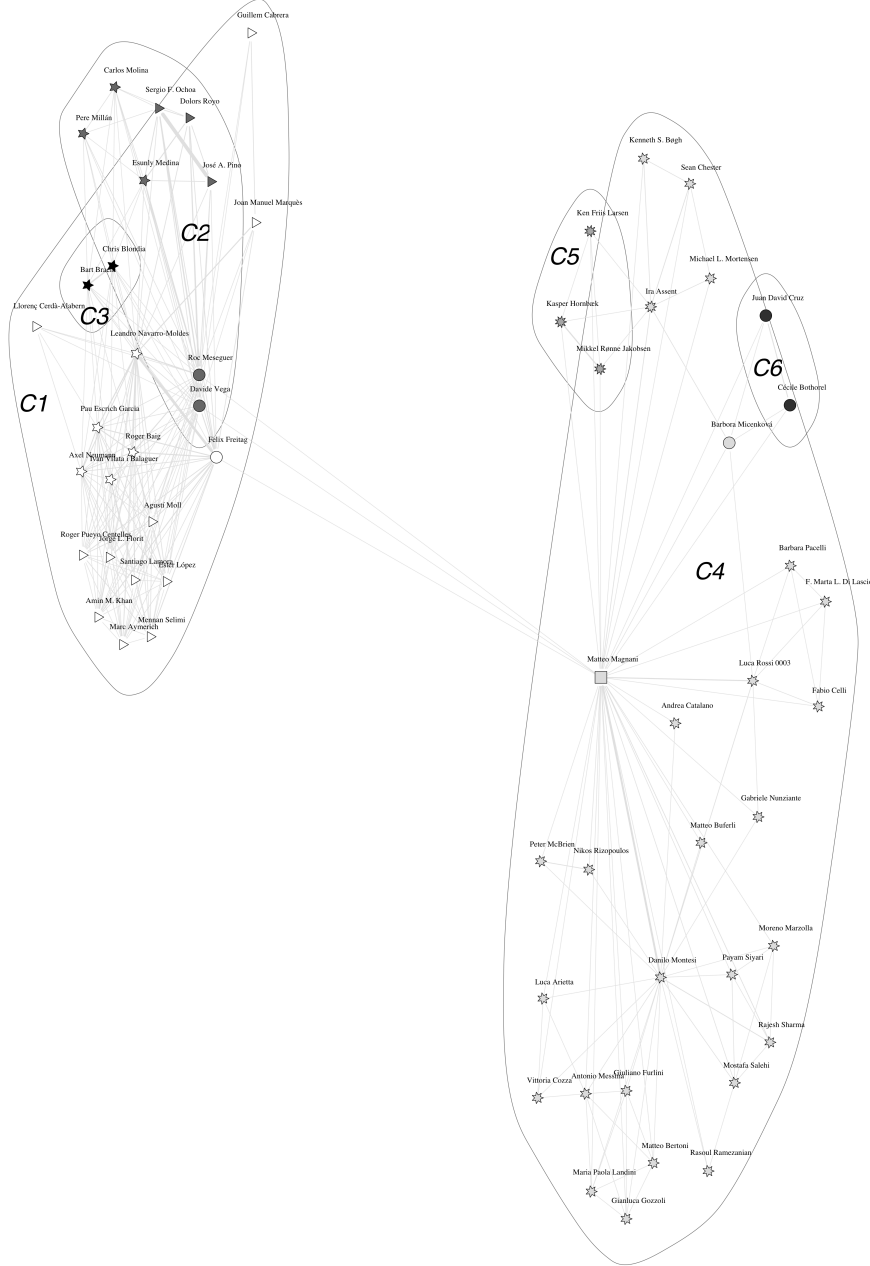 Guillem Cabrera
Carlos Molina
Sergio F. Ochoa
Dolors Royo
Pere Millán
Esunly Medina
José A. Pino
Joan Manuel Marquès
C2
Chris Blondia
Bart Braem
Llorenç Cerdà-Alabern
C3
Leandro Navarro-Moldes
Roc Meseguer
Davide Vega
C1
Pau Escrich Garcia
Roger Baig
Felix Freitag
Axel Neumann
Ivan Vilata i Balaguer
Agustí Moll
Roger Pueyo Centelles
Jorge L. Florit
Santiago Lamora
Ester López
Amin M. Khan
Mennan Selimi
Marc Aymerich
Kenneth S. Bøgh
Sean Chester
Ken Friis Larsen
C5
Michael L. Mortensen
Ira Assent
Juan David Cruz
Kasper Hornbæk
Mikkel Rønne Jakobsen
C6
Cécile Bothorel
Barbora Micenková
Barbara Pacelli
C4
F. Marta L. Di Lascio
Matteo Magnani
Luca Rossi 0003
Fabio Celli
Andrea Catalano
Gabriele Nunziante
Matteo Buferli
Peter McBrien
Nikos Rizopoulos
Moreno Marzolla
Danilo Montesi
Payam Siyari
Luca Arietta
Rajesh Sharma
Mostafa Salehi
Vittoria Cozza
Antonio Messina
Giuliano Furlini
Matteo Bertoni
Rasoul Ramezanian
Maria Paola Landini
Gianluca Gozzoli